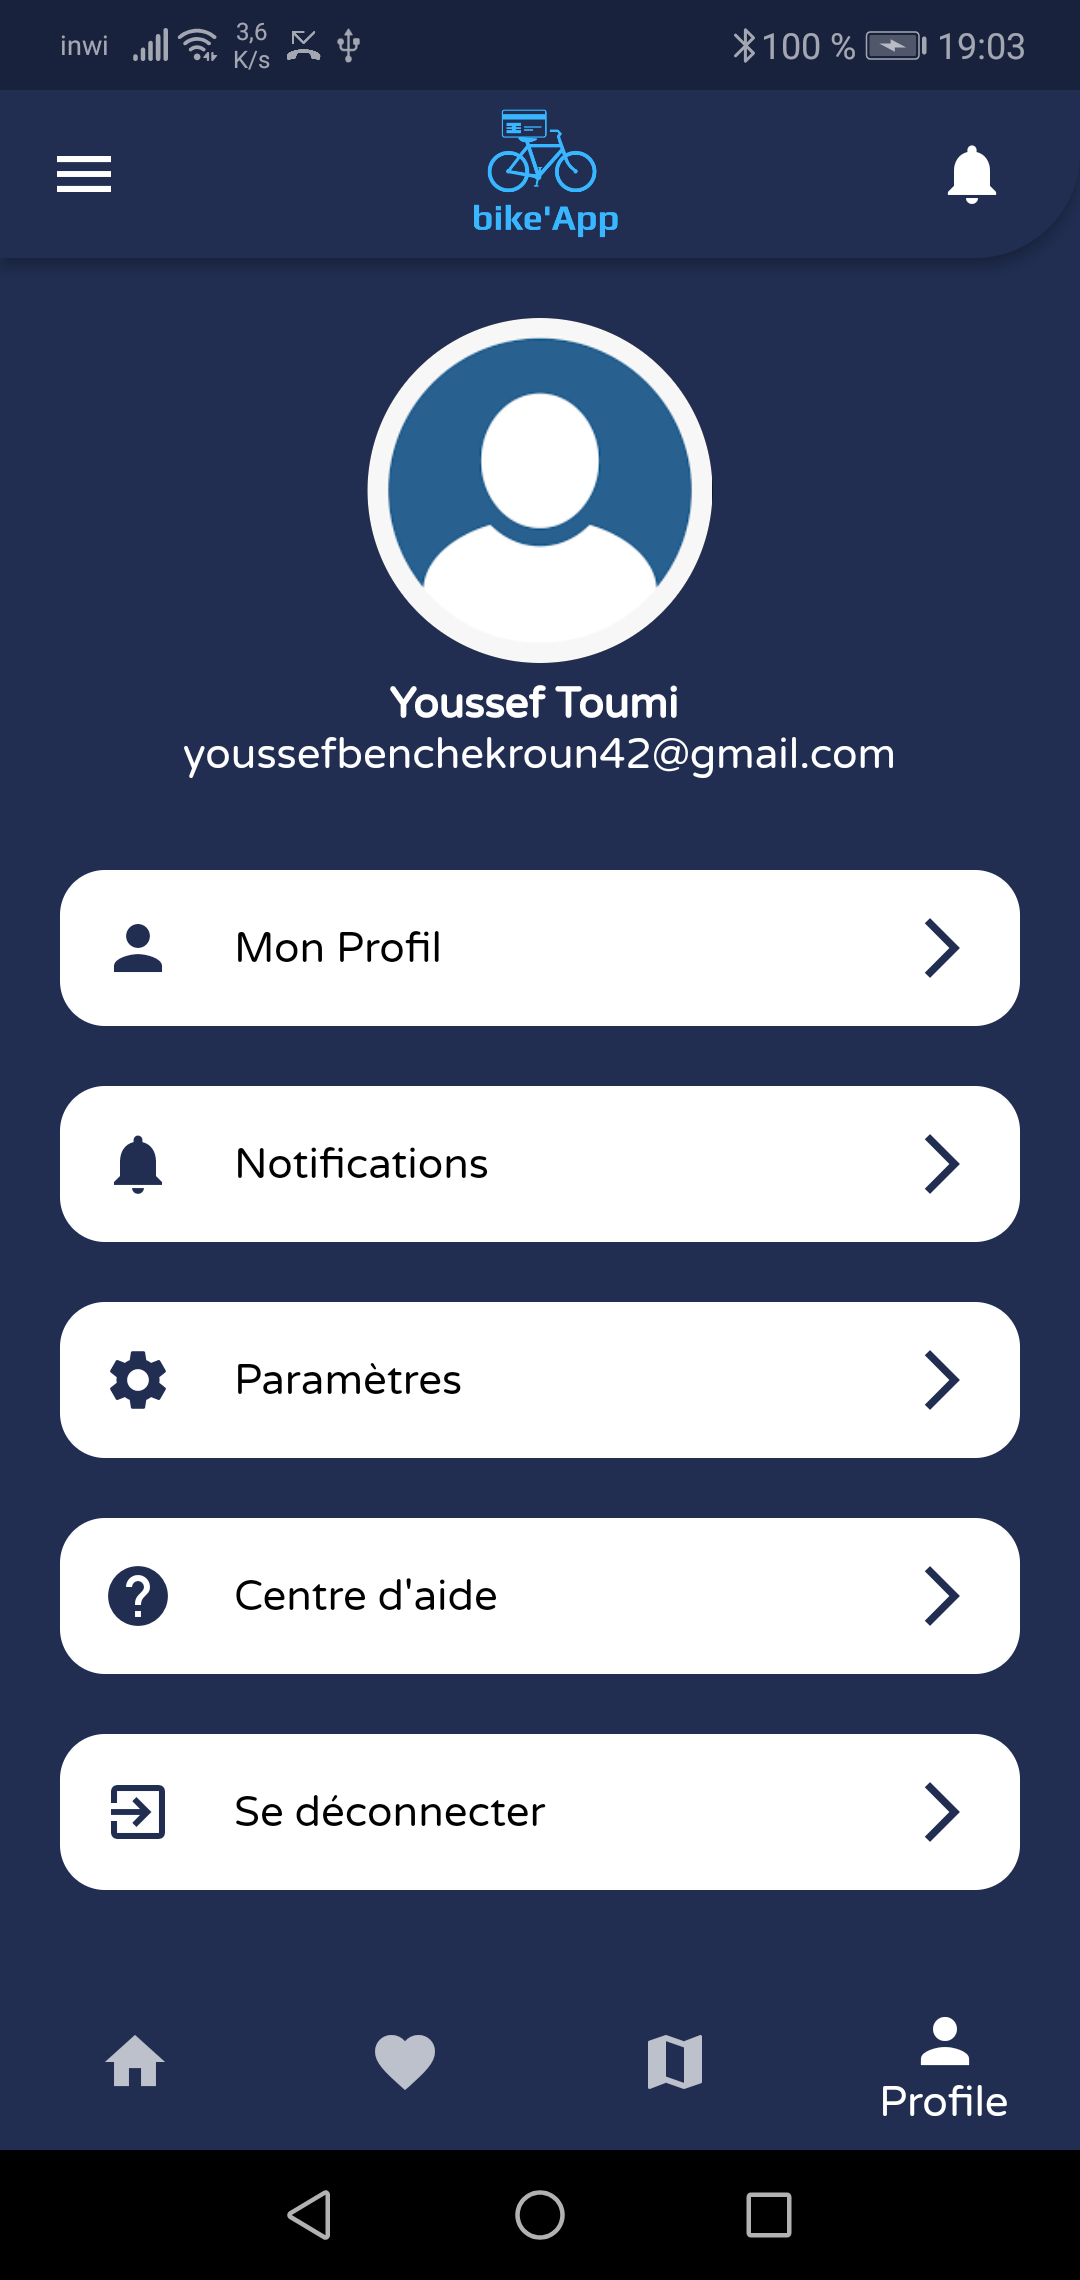 inwi 3,6 K/s 100 % 19:03
bike'App
Youssef Toumi
youssefbenchekroun42@gmail.com
Mon Profil
Notifications
Paramètres
Centre d'aide
Se déconnecter
Profile